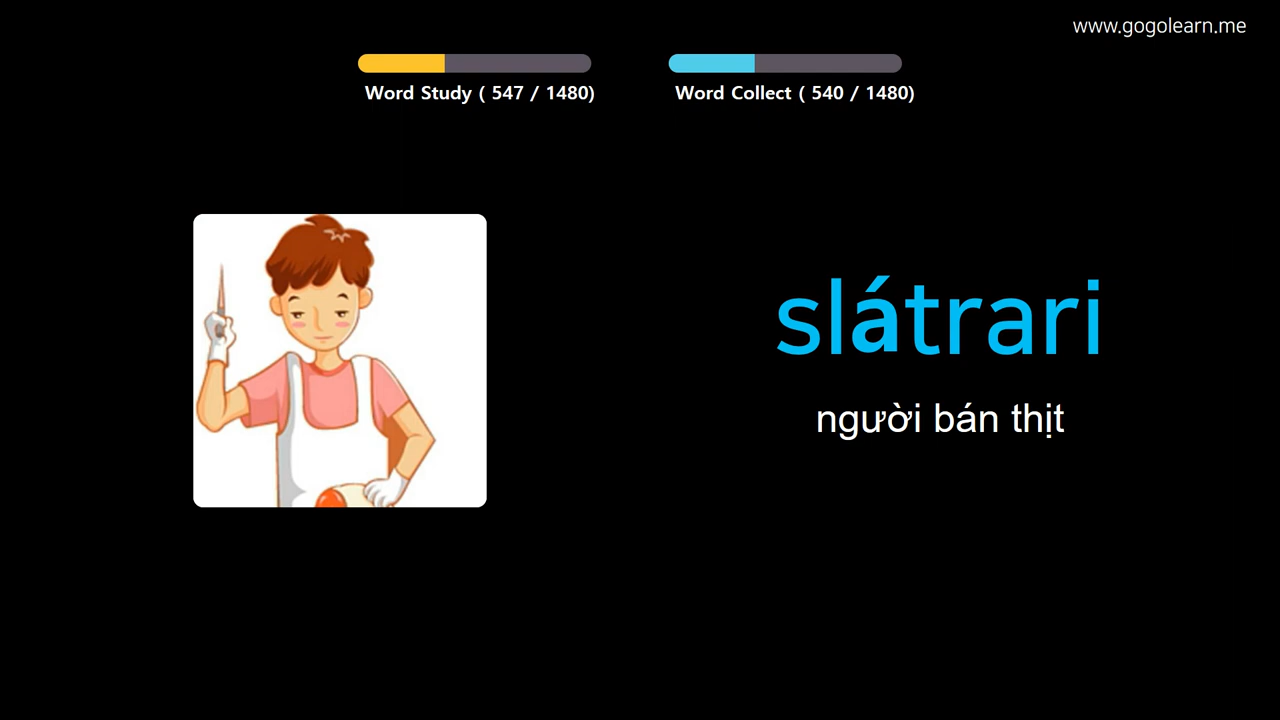 www.gogolearn.me
Word Study ( 547 / 1480)
Word Collect ( 540 / 1480)
slátrari
người bán thịt